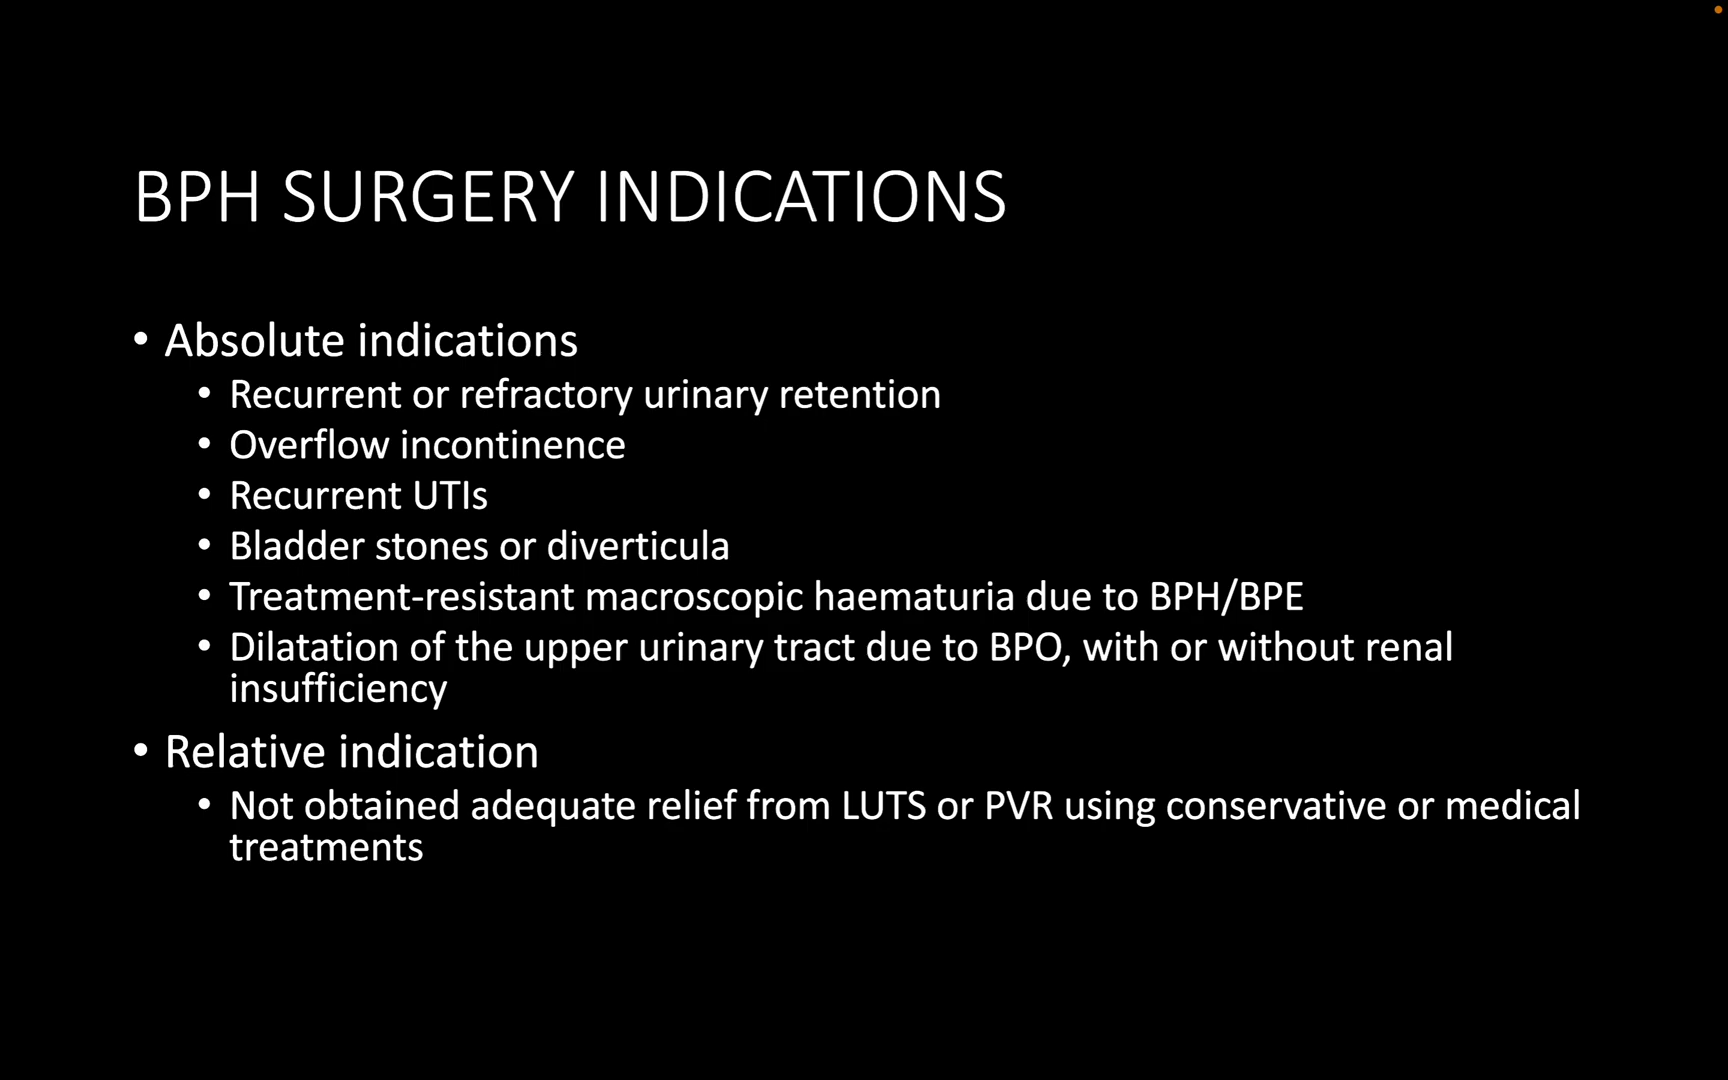 BPH SURGERY INDICATIONS
• Absolute indications
• Recurrent or refractory urinary retention
• Overflow incontinence
• Recurrent UTIs
• Bladder stones or diverticula
• Treatment-resistant macroscopic haematuria due to BPH/BPE
• Dilatation of the upper urinary tract due to BPO, with or without renal
insufficiency
• Relative indication
• Not obtained adequate relief from LUTS or PVR using conservative or medical
treatments